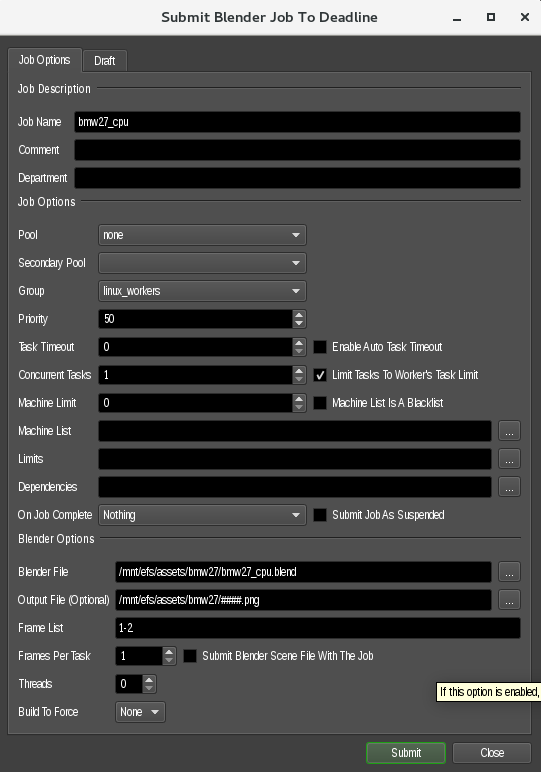 Submit Blender Job To Deadline
Job Options Draft
Job Description
Job Name bmw27_cpu
Comment
Department
Job Options
Pool none
Secondary Pool
Group linux_workers
Priority 50
Task Timeout 0 Enable Auto Task Timeout
Concurrent Tasks 1 Limit Tasks To Worker's Task Limit
Machine Limit 0 Machine List Is A Blacklist
Machine List ...
Limits ...
Dependencies ...
On Job Complete Nothing Submit Job As Suspended
Blender Options
Blender File /mnt/efs/assets/bmw27/bmw27_cpu.blend ...
Output File (Optional) /mnt/efs/assets/bmw27/####.png ...
Frame List 1-2
Frames Per Task 1 Submit Blender Scene File With The Job
Threads 0
If this option is enabled,
Build To Force None
Submit Close